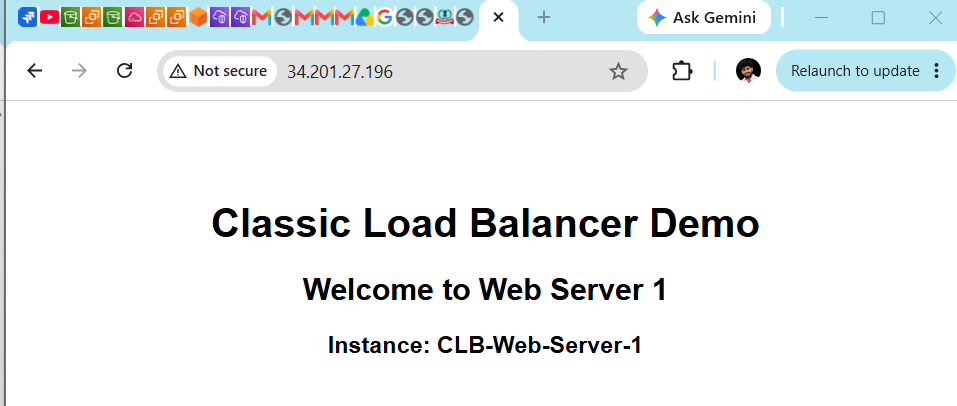 Ask Gemini
Not secure
34.201.27.196
Relaunch to update
Classic Load Balancer Demo
Welcome to Web Server 1
Instance: CLB-Web-Server-1